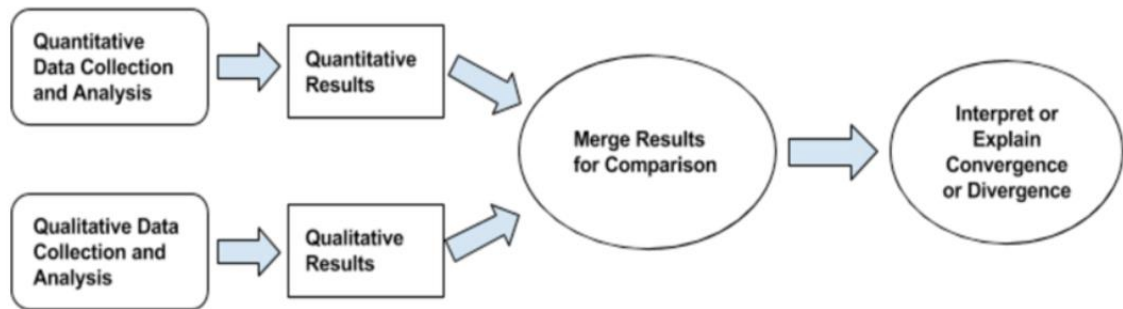 Quantitative
Data Collection
and Analysis
Quantitative
Results
Qualitative Data
Collection and
Analysis
Qualitative
Results
Merge Results
for Comparison
Interpret or
Explain
Convergence
or Divergence